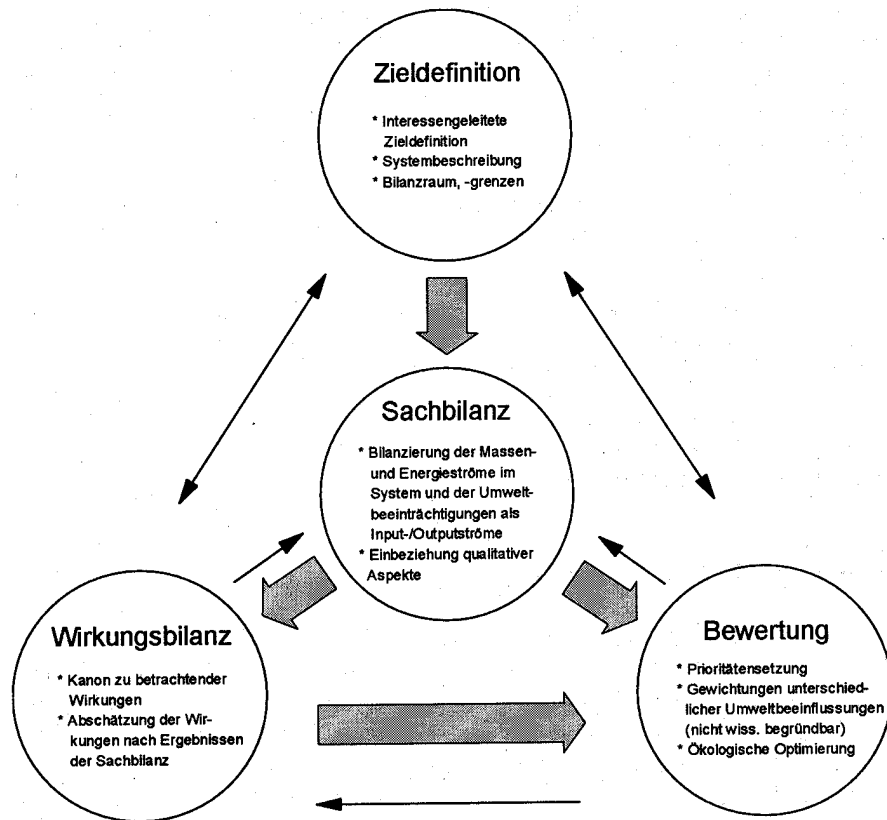 Zieldefinition
* Interessengeleitete
Zieldefinition
* Systembeschreibung
* Bilanzraum, -grenzen
Sachbilanz
* Bilanzierung der Massen-
und Energieströme im
System und der Umwelt-
beeinträchtigungen als
Input-/Outputströme
* Einbeziehung qualitativer
Aspekte
Wirkungsbilanz
* Kanon zu betrachtender
Wirkungen
* Abschätzung der Wir-
kungen nach Ergebnissen
der Sachbilanz
Bewertung
* Prioritätensetzung
* Gewichtungen unterschied-
licher Umweltbeeinflussungen
(nicht wiss. begründbar)
* Ökologische Optimierung